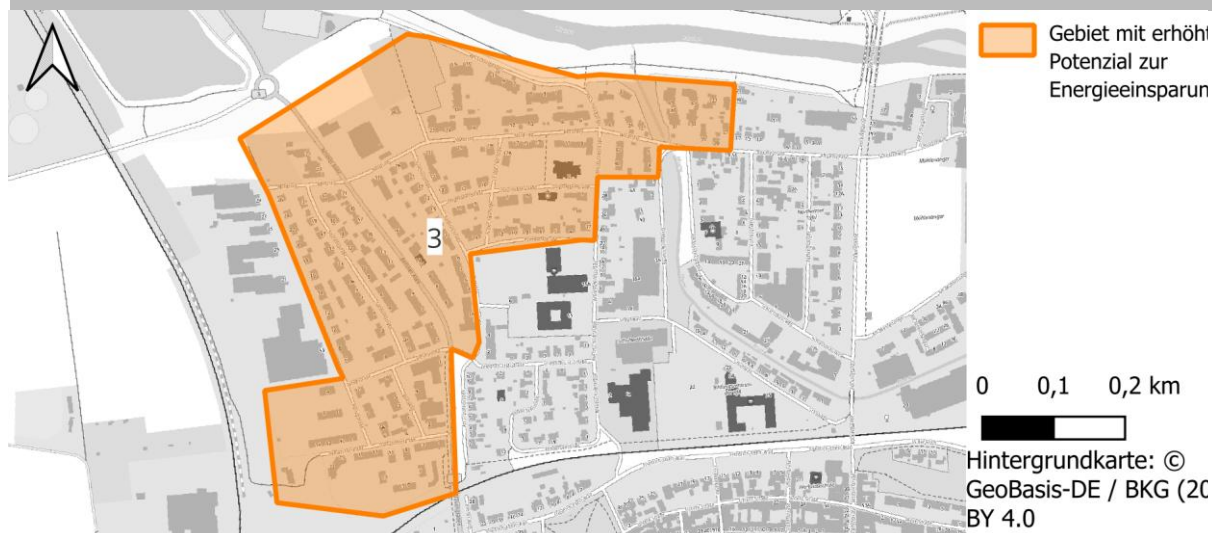 Gebiet mit erhöht
Potenzial zur
Energieeinsparun
3
0 0,1 0,2 km
Hintergrundkarte: ©
GeoBasis-DE / BKG (20
BY 4.0